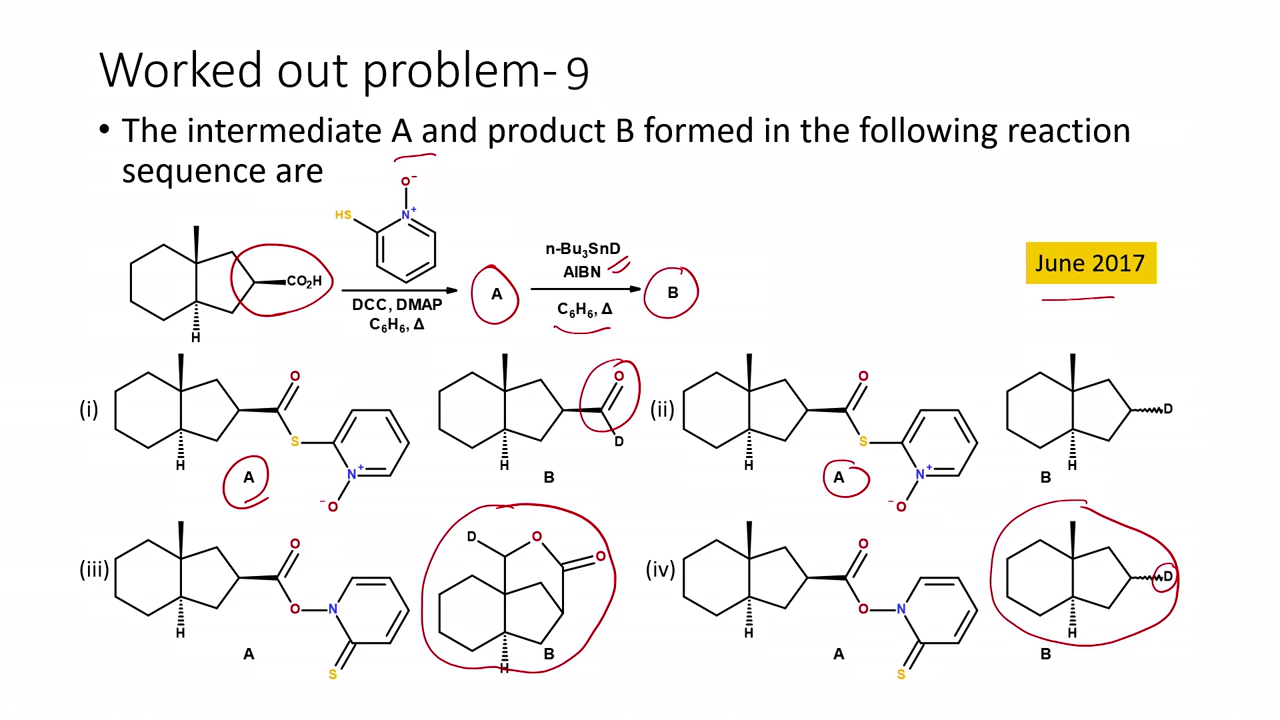 Worked out problem-9
• The intermediate A and product B formed in the following reaction
sequence are
O⁻
HS
N⁺
CO₂H
DCC, DMAP
C₆H₆, Δ
A
n-Bu₃SnD
AIBN
C₆H₆, Δ
B
June 2017
H
(i)
O
S
N⁺
⁻O
H
A
O
D
H
B
(ii)
O
S
N⁺
⁻O
H
A
D
H
B
(iii)
O
O
N
S
H
A
D
O
O
H
B
(iv)
O
O
N
S
H
A
D
H
B